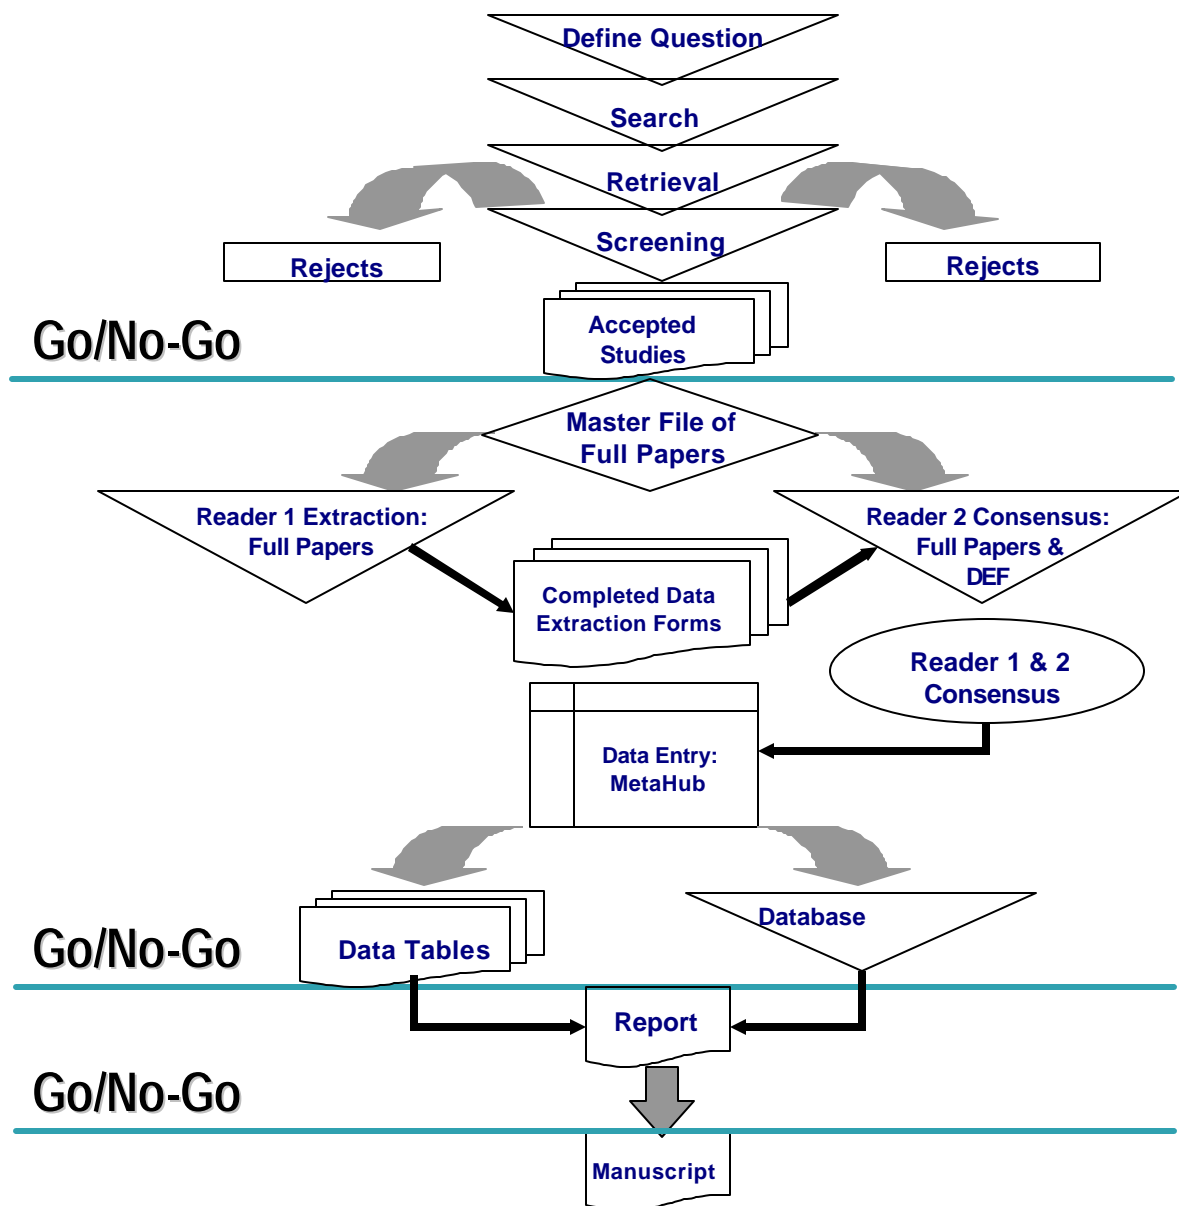 Define Question
Search
Retrieval
Screening
Rejects
Rejects
Accepted
Studies
Go/No-Go
Master File of
Full Papers
Reader 1 Extraction:
Full Papers
Reader 2 Consensus:
Full Papers &
DEF
Completed Data
Extraction Forms
Reader 1 & 2
Consensus
Data Entry:
MetaHub
Data Tables
Database
Go/No-Go
Report
Go/No-Go
Manuscript